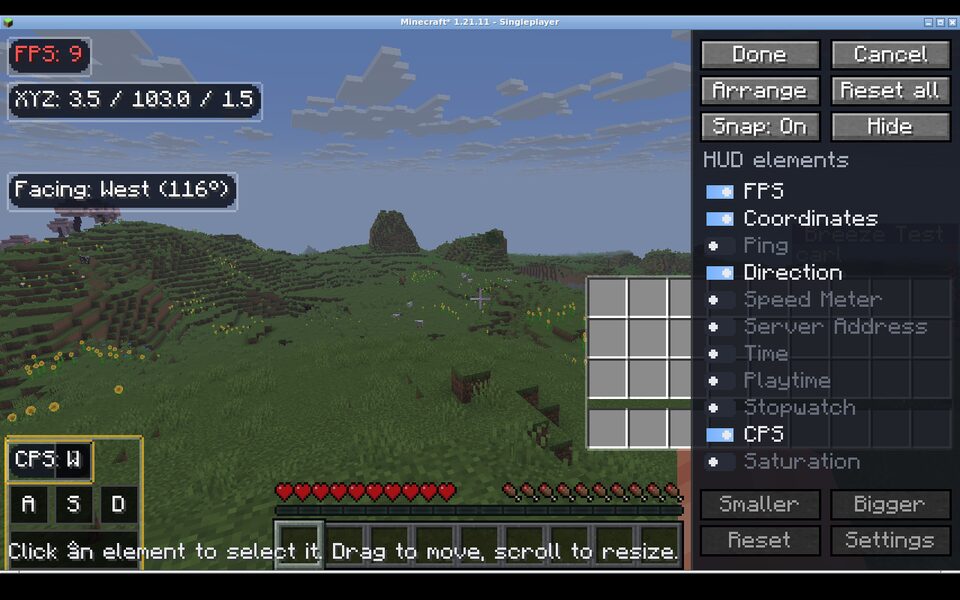 Minecraft* 1.21.11 - Singleplayer
FPS: 9
XYZ: 3.5 / 103.0 / 1.5
Facing: West (116°)
Done
Cancel
Arrange
Reset all
Snap: On
Hide
HUD elements
FPS
Coordinates
Ping
Direction
Speed Meter
Server Address
Time
Playtime
Stopwatch
CPS
Saturation
Smaller
Bigger
Reset
Settings
CPS: W
A S D
Click an element to select it. Drag to move, scroll to resize.